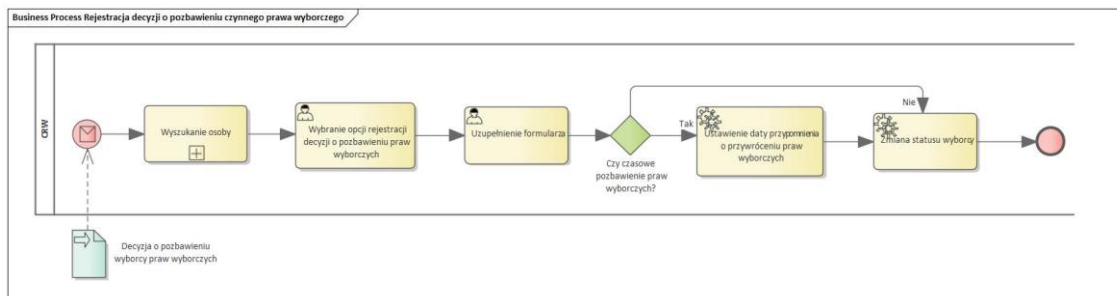 Business Process Rejestracja decyzji o pozbawieniu czynnego prawa wyborczego
CRW
Wyszukanie osoby
Wybranie opcji rejestracji
decyzji o pozbawieniu praw
wyborczych
Uzupełnienie formularza
Czy czasowe
pozbawienie praw
wyborczych?
Tak
Nie
Ustawienie daty przypomnienia
o przywróceniu praw
wyborczych
Zmiana statusu wyborcy
Decyzja o pozbawieniu
wyborcy praw wyborczych